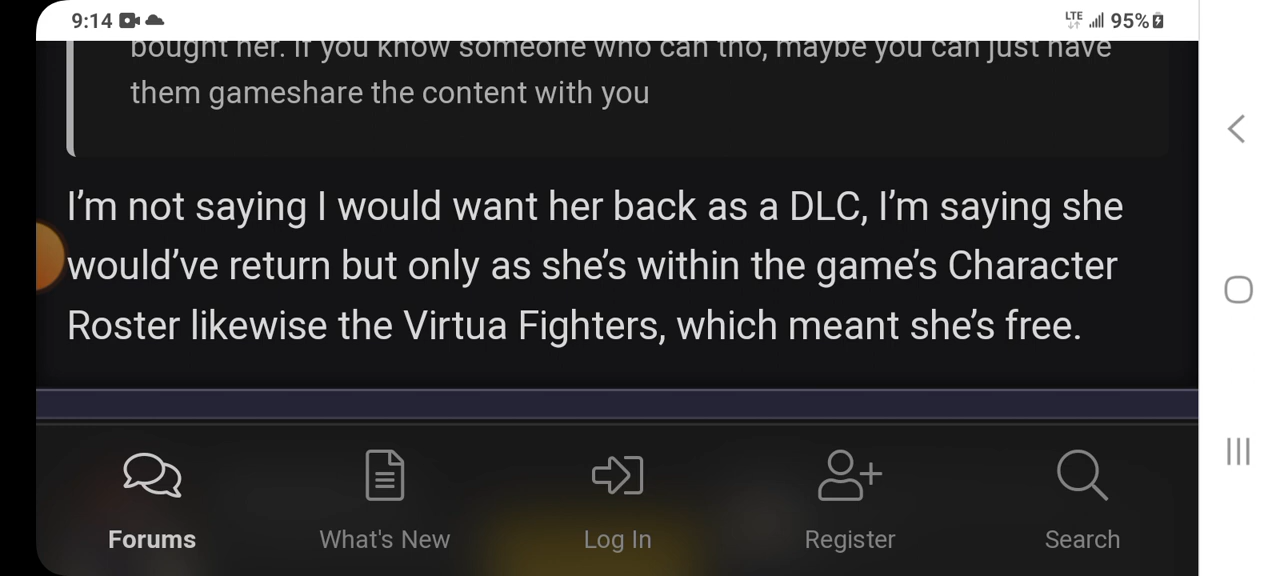 9:14
LTE
95%
bought her. If you know someone who can tho, maybe you can just have
them gameshare the content with you
I’m not saying I would want her back as a DLC, I’m saying she
would’ve return but only as she’s within the game’s Character
Roster likewise the Virtua Fighters, which meant she’s free.
Forums What's New Log In Register Search